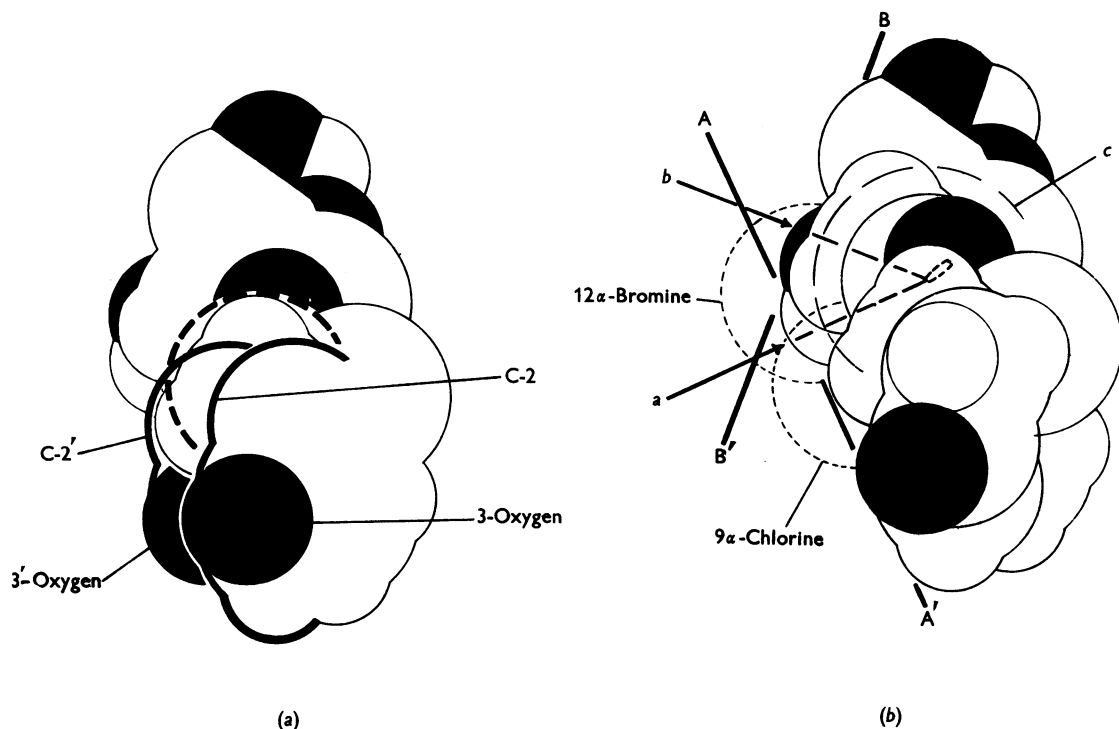 C-2
C-2′
3-Oxygen
3′-Oxygen
(a)
B
A
b
c
12α-Bromine
a
B′
9α-Chlorine
A′
(b)